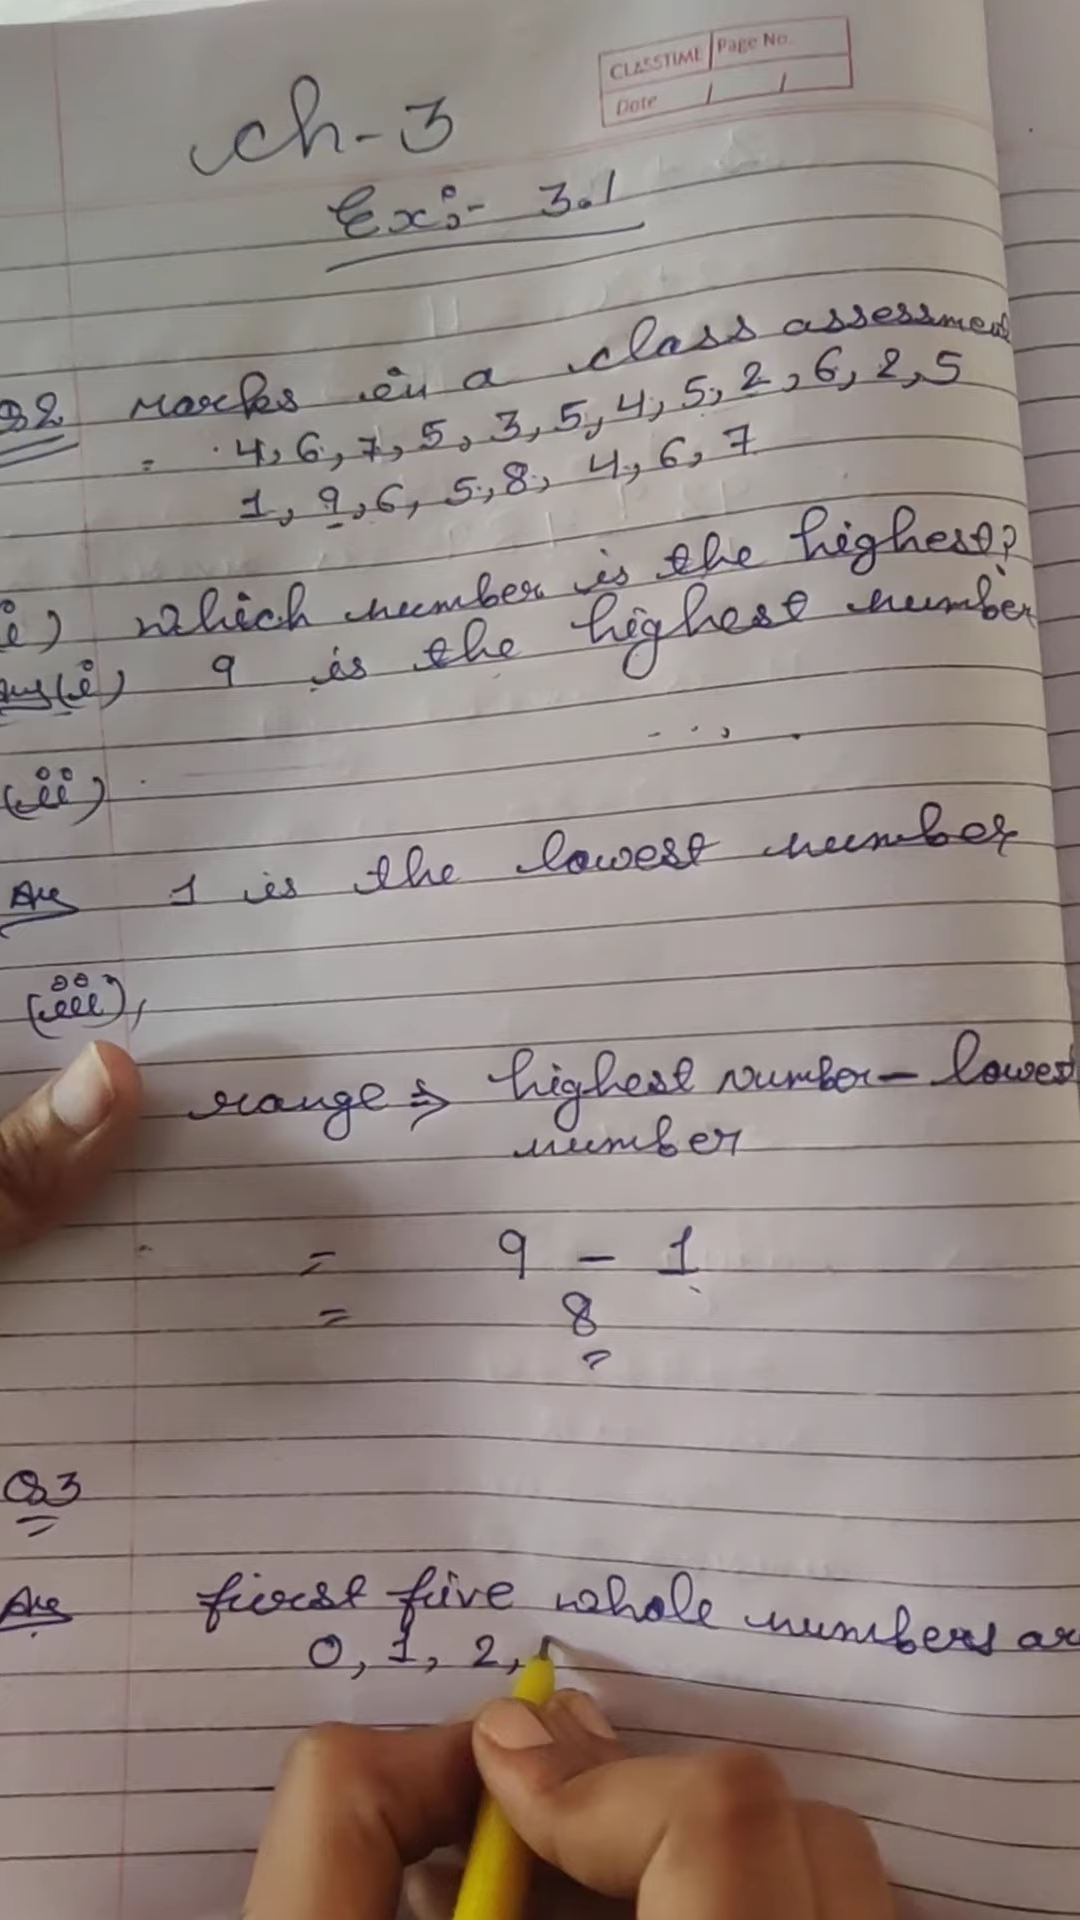 CLASSTIME Page No.
Date / /
Ch-3
Ex:- 3.1
Q2 Marks in a class assessment
= 4, 6, 7, 5, 3, 5, 4, 5, 2, 6, 2, 5
1, 9, 6, 5, 8, 4, 6, 7
i) Which number is the highest?
Ans(i) 9 is the highest number
(ii)
Ans 1 is the lowest number
(iii),
range ⇒ highest number - lowest
number
= 9 - 1
= 8
Q3
Ans first five whole numbers ar
0, 1, 2,